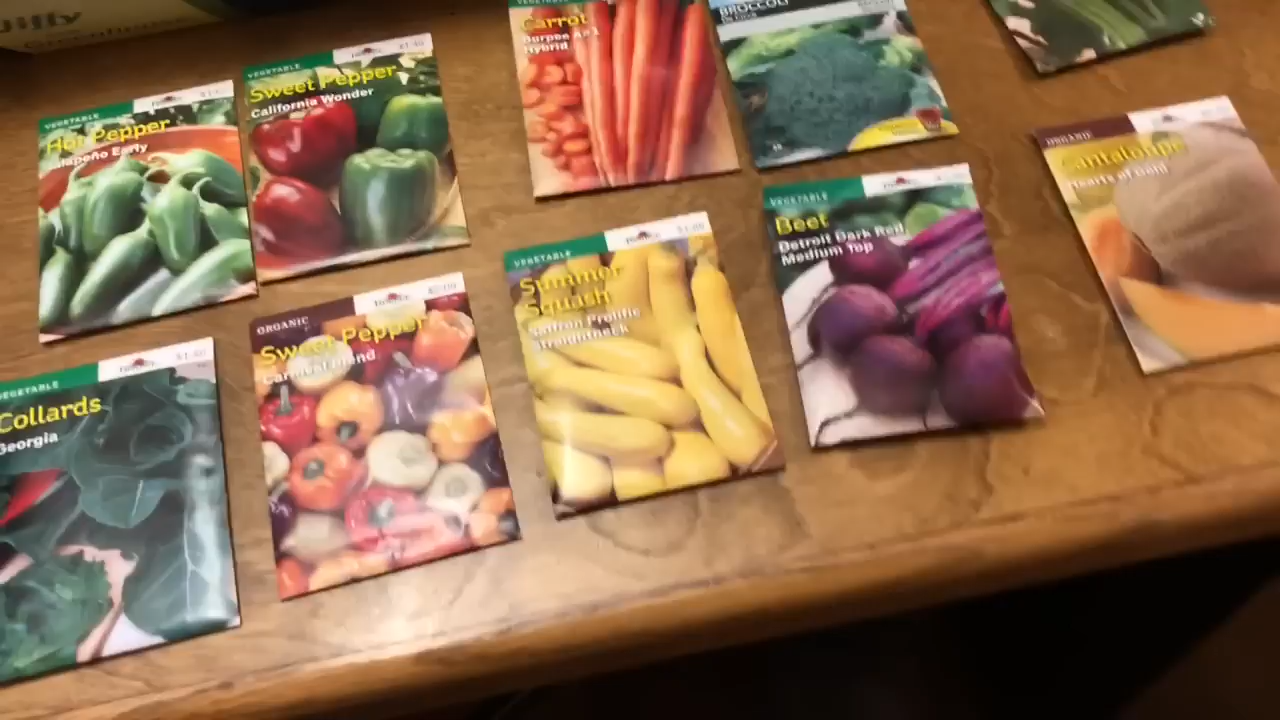 Jiffy
Greenhouse
VEGETABLE
Hot Pepper
Jalapeño Early
VEGETABLE
Sweet Pepper
California Wonder
Carrot
Burpee A#1
Hybrid
BROCCOLI
ORGANIC
Cantaloupe
Hearts of Gold
VEGETABLE
Collards
Georgia
ORGANIC
Sweet Pepper
Carnival Blend
VEGETABLE
Summer
Squash
Saffron Prolific
Straightneck
VEGETABLE
Beet
Detroit Dark Red
Medium Top